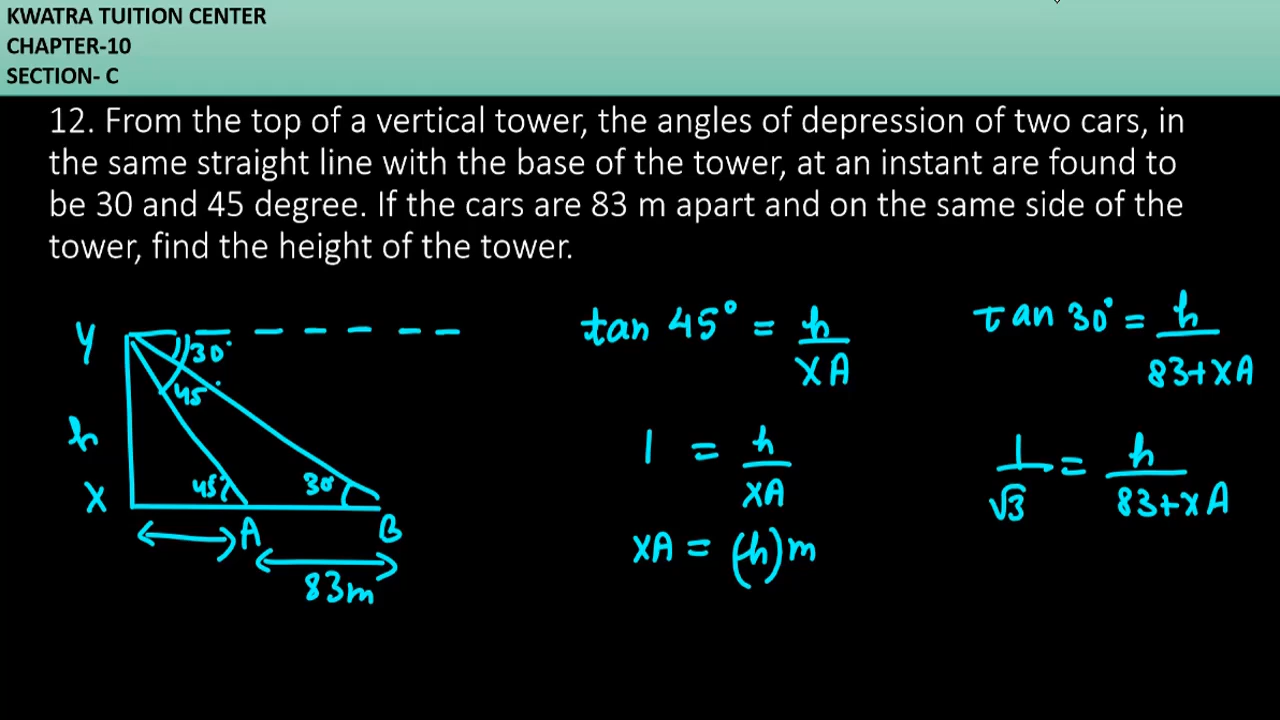 KWATRA TUITION CENTER
CHAPTER-10
SECTION- C
12. From the top of a vertical tower, the angles of depression of two cars, in
the same straight line with the base of the tower, at an instant are found to
be 30 and 45 degree. If the cars are 83 m apart and on the same side of the
tower, find the height of the tower.
Y
30°
45°
h
X
45°
30°
A
B
83m
tan 45° = h/XA
1 = h/XA
XA = (h)m
tan 30° = h/83+XA
1/√3 = h/83+XA